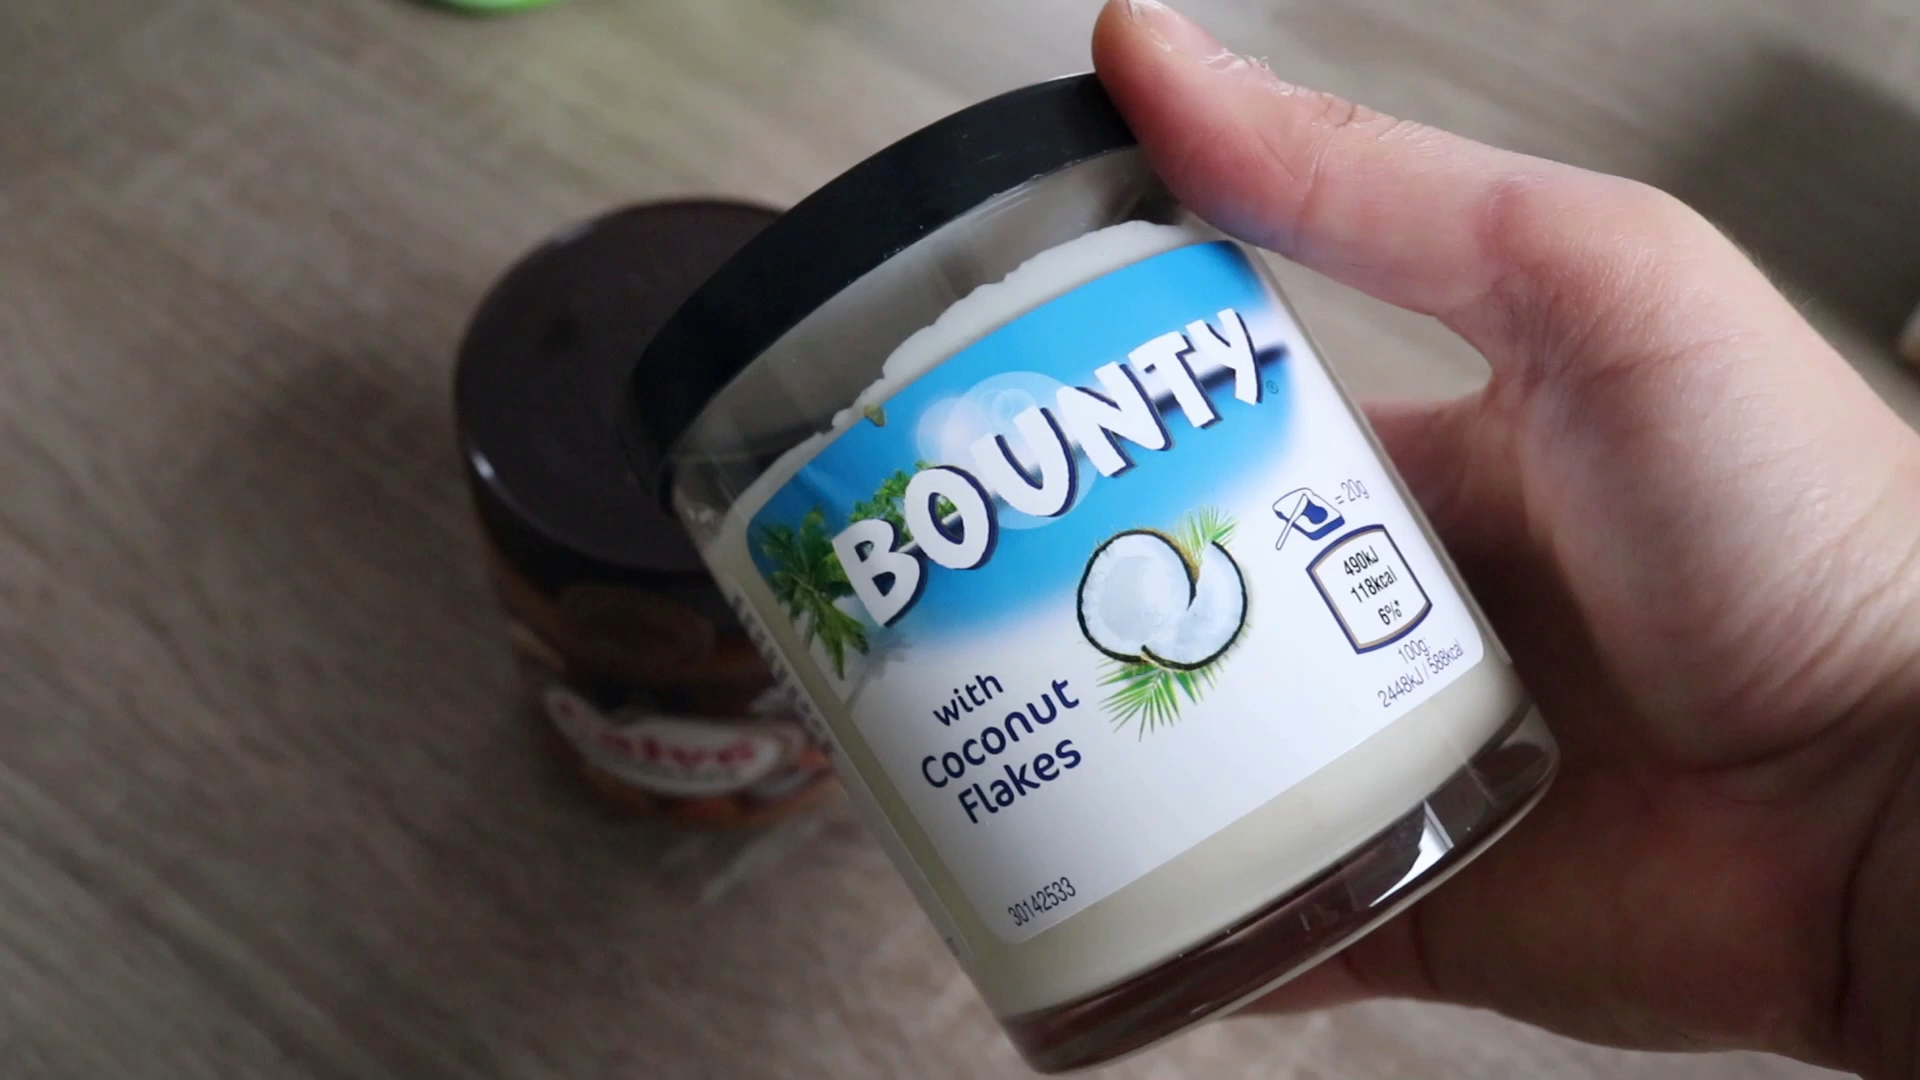 BOUNTY®
with
Coconut
Flakes
=20g
490kJ
118kcal
6%*
100g:
2448kJ / 588kcal
30142533